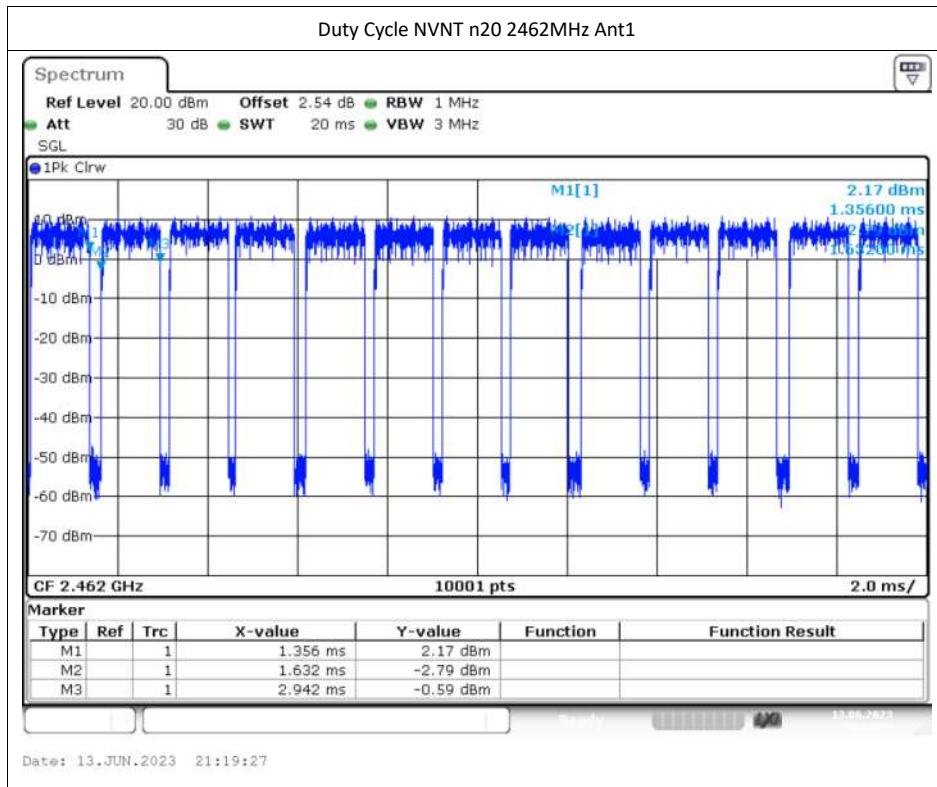 Duty Cycle NVNT n20 2462MHz Ant1
Spectrum
Ref Level 20.00 dBm Offset 2.54 dB RBW 1 MHz
Att 30 dB SWT 20 ms VBW 3 MHz
SGL
1Pk Clrw
M1[1] 2.17 dBm
1.35600 ms
10 dBm
0 dBm
-10 dBm
-20 dBm
-30 dBm
-40 dBm
-50 dBm
-60 dBm
-70 dBm
CF 2.462 GHz 10001 pts 2.0 ms/
Marker
Type Ref Trc X-value Y-value Function Function Result
M1 1 1.356 ms 2.17 dBm
M2 1 1.632 ms -2.79 dBm
M3 1 2.942 ms -0.59 dBm
13.06.2023
Date: 13.JUN.2023 21:19:27